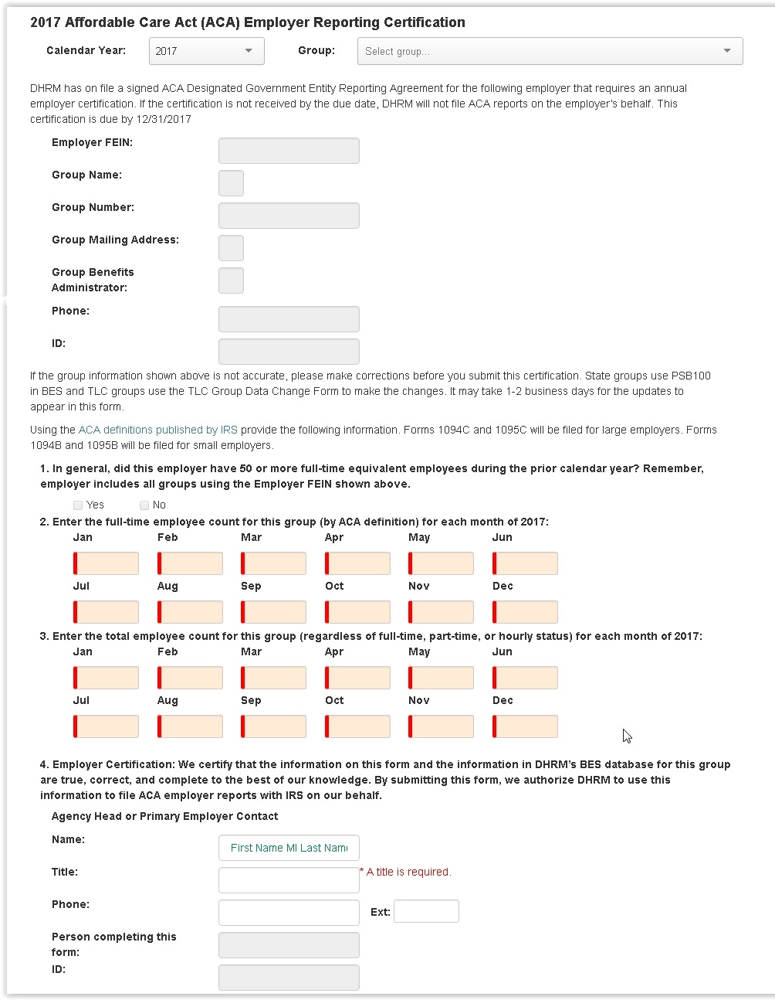 2017 Affordable Care Act (ACA) Employer Reporting Certification
Calendar Year: 2017 Group: Select group...
DHRM has on file a signed ACA Designated Government Entity Reporting Agreement for the following employer that requires an annual
employer certification. If the certification is not received by the due date, DHRM will not file ACA reports on the employer's behalf. This
certification is due by 12/31/2017
Employer FEIN:
Group Name:
Group Number:
Group Mailing Address:
Group Benefits
Administrator:
Phone:
ID:
If the group information shown above is not accurate, please make corrections before you submit this certification. State groups use PSB100
in BES and TLC groups use the TLC Group Data Change Form to make the changes. It may take 1-2 business days for the updates to
appear in this form.
Using the ACA definitions published by IRS provide the following information. Forms 1094C and 1095C will be filed for large employers. Forms
1094B and 1095B will be filed for small employers.
1. In general, did this employer have 50 or more full-time equivalent employees during the prior calendar year? Remember,
employer includes all groups using the Employer FEIN shown above.
Yes No
2. Enter the full-time employee count for this group (by ACA definition) for each month of 2017:
Jan Feb Mar Apr May Jun
Jul Aug Sep Oct Nov Dec
3. Enter the total employee count for this group (regardless of full-time, part-time, or hourly status) for each month of 2017:
Jan Feb Mar Apr May Jun
Jul Aug Sep Oct Nov Dec
4. Employer Certification: We certify that the information on this form and the information in DHRM's BES database for this group
are true, correct, and complete to the best of our knowledge. By submitting this form, we authorize DHRM to use this
information to file ACA employer reports with IRS on our behalf.
Agency Head or Primary Employer Contact
Name: First Name MI Last Nam
Title: * A title is required.
Phone: Ext:
Person completing this
form:
ID: